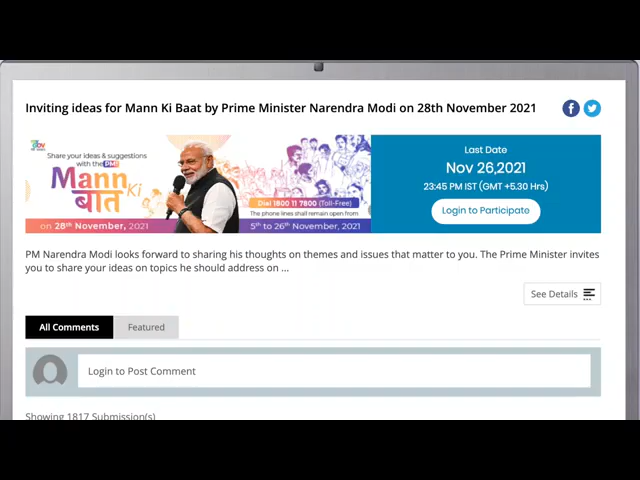 Inviting ideas for Mann Ki Baat by Prime Minister Narendra Modi on 28th November 2021
Share your ideas & suggestions
with the PM!
Mann Ki
बात
on 28th November, 2021
Dial 1800 11 7800 (Toll-Free)
The phone lines shall remain open from
5th to 26th November, 2021
Last Date
Nov 26,2021
23:45 PM IST (GMT +5.30 Hrs)
Login to Participate
PM Narendra Modi looks forward to sharing his thoughts on themes and issues that matter to you. The Prime Minister invites
you to share your ideas on topics he should address on ...
See Details
All Comments
Featured
Login to Post Comment
Showing 1817 Submission(s)